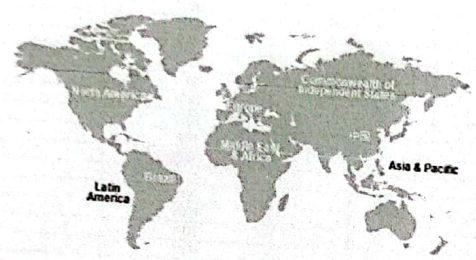 North America
Commonwealth of
Independent States
Europe
Middle East
& Africa
中国
Asia & Pacific
Brazil
Latin
America